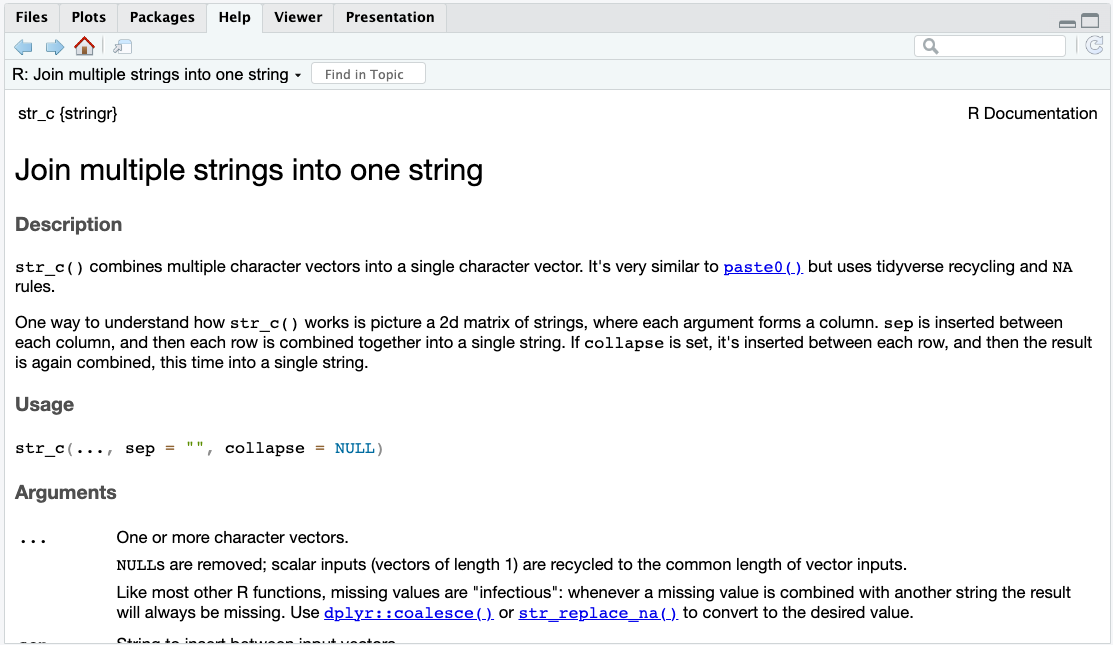 Files Plots Packages Help Viewer Presentation
R: Join multiple strings into one string Find in Topic
str_c {stringr} R Documentation
Join multiple strings into one string
Description
str_c() combines multiple character vectors into a single character vector. It's very similar to paste0() but uses tidyverse recycling and NA
rules.
One way to understand how str_c() works is picture a 2d matrix of strings, where each argument forms a column. sep is inserted between
each column, and then each row is combined together into a single string. If collapse is set, it's inserted between each row, and then the result
is again combined, this time into a single string.
Usage
str_c(..., sep = "", collapse = NULL)
Arguments
... One or more character vectors.
NULLs are removed; scalar inputs (vectors of length 1) are recycled to the common length of vector inputs.
Like most other R functions, missing values are "infectious": whenever a missing value is combined with another string the result
will always be missing. Use dplyr::coalesce() or str_replace_na() to convert to the desired value.
sep String to insert between input vectors.